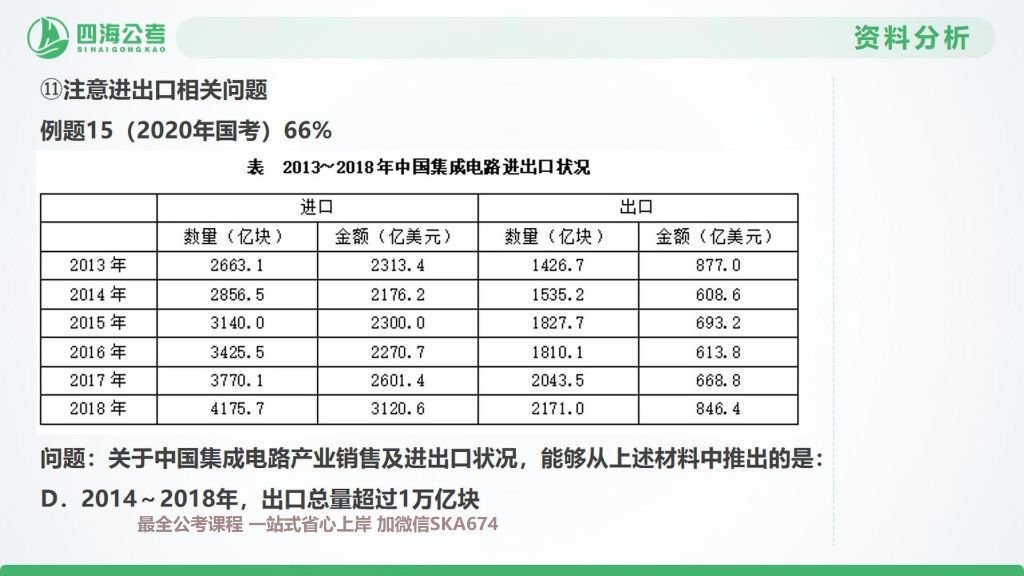 四海公考
SIHAIGONGKAO
资料分析
⑪注意进出口相关问题
例题15（2020年国考）66%
表 2013～2018年中国集成电路进出口状况
进口 出口
数量（亿块） 金额（亿美元） 数量（亿块） 金额（亿美元）
2013年 2663.1 2313.4 1426.7 877.0
2014年 2856.5 2176.2 1535.2 608.6
2015年 3140.0 2300.0 1827.7 693.2
2016年 3425.5 2270.7 1810.1 613.8
2017年 3770.1 2601.4 2043.5 668.8
2018年 4175.7 3120.6 2171.0 846.4
问题：关于中国集成电路产业销售及进出口状况，能够从上述材料中推出的是：
D．2014～2018年，出口总量超过1万亿块
最全公考课程 一站式省心上岸 加微信SKA674